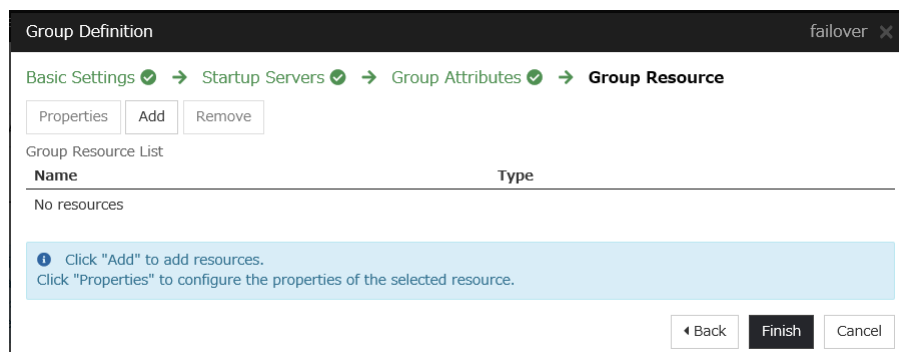 Group Definition failover
Basic Settings → Startup Servers → Group Attributes → Group Resource
Properties Add Remove
Group Resource List
Name Type
No resources
Click "Add" to add resources.
Click "Properties" to configure the properties of the selected resource.
Back Finish Cancel